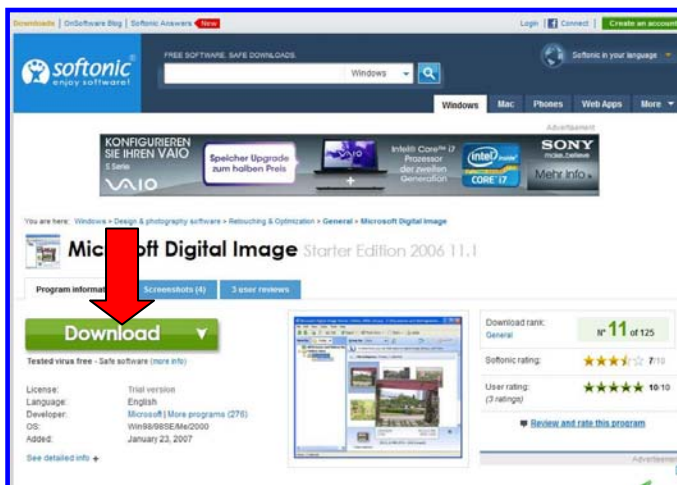 Downloads | OnSoftware Blog | Softonic Answers New
Login | Connect | Create an account
softonic
enjoy software!
FREE SOFTWARE. SAFE DOWNLOADS.
Windows
Softonic in your language
Windows Mac Phones Web Apps More
Advertisement
KONFIGURIEREN
SIE IHREN VAIO
S Serie
VAIO
Speicher Upgrade
zum halben Preis
VAIO
Intel® Core™ i7
Prozessor
der zweiten
Generation
intel inside
CORE i7
SONY
make.believe
Mehr Info »
You are here: Windows » Design & photography software » Retouching & Optimization » General » Microsoft Digital Image
Microsoft Digital Image Starter Edition 2006 11.1
Program information Screenshots (4) 3 user reviews
Download
Tested virus free - Safe software (more info)
License: Trial version
Language: English
Developer: Microsoft | More programs (276)
OS: Win98/98SE/Me/2000
Added: January 23, 2007
See detailed info +
Download rank:
General
Nº 11 of 125
Softonic rating: 7/10
User rating: 10/10
(3 ratings)
Review and rate this program
Advertisement